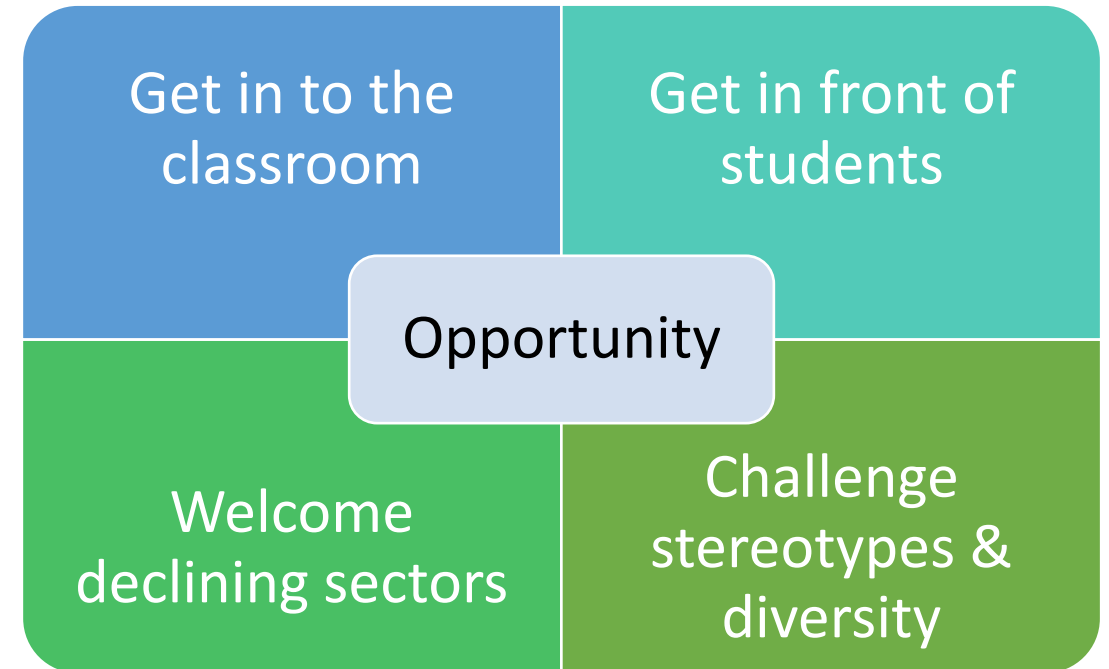 Get in to the
classroom
Get in front of
students
Opportunity
Welcome
declining sectors
Challenge
stereotypes &
diversity